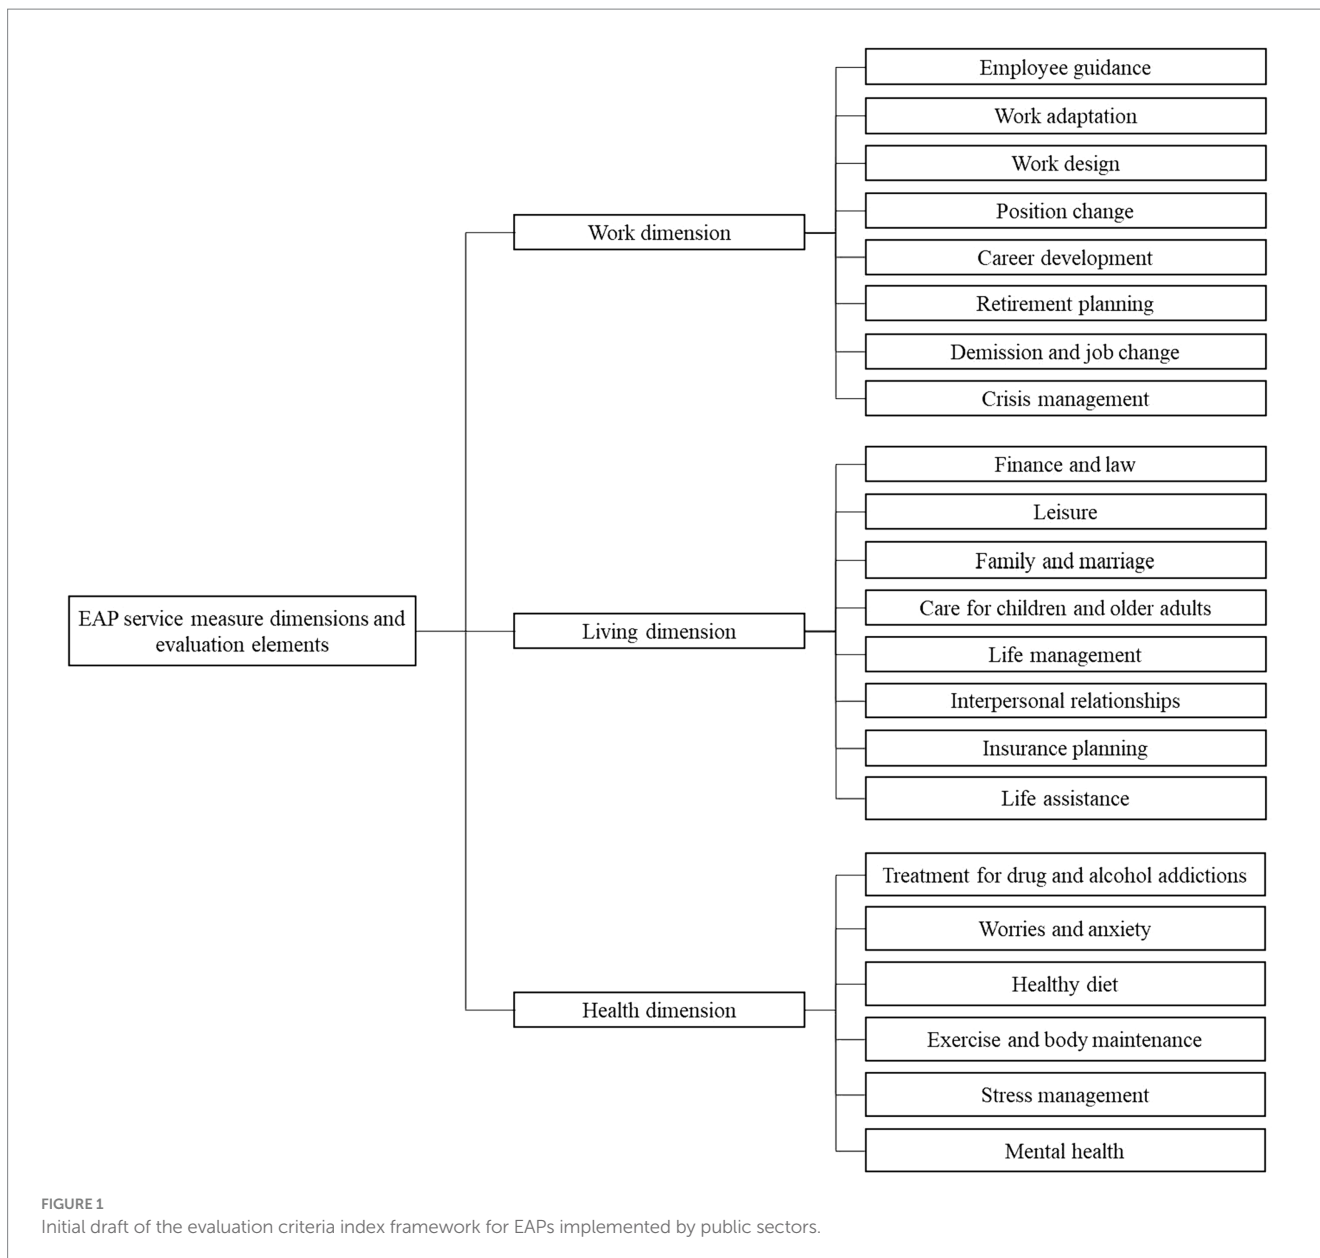 EAP service measure dimensions and
evaluation elements
Work dimension
Employee guidance
Work adaptation
Work design
Position change
Career development
Retirement planning
Demission and job change
Crisis management
Living dimension
Finance and law
Leisure
Family and marriage
Care for children and older adults
Life management
Interpersonal relationships
Insurance planning
Life assistance
Health dimension
Treatment for drug and alcohol addictions
Worries and anxiety
Healthy diet
Exercise and body maintenance
Stress management
Mental health
FIGURE 1
Initial draft of the evaluation criteria index framework for EAPs implemented by public sectors.